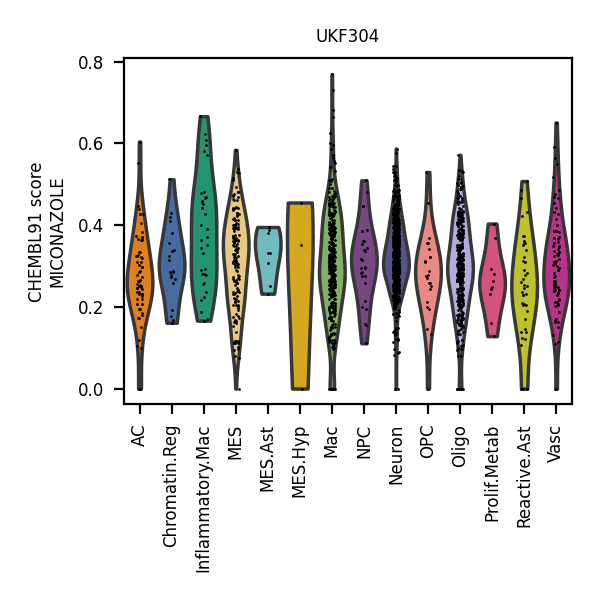 UKF304
CHEMBL91 score
MICONAZOLE
0.8
0.6
0.4
0.2
0.0
AC
Chromatin.Reg
Inflammatory.Mac
MES
MES.Ast
MES.Hyp
Mac
NPC
Neuron
OPC
Oligo
Prolif.Metab
Reactive.Ast
Vasc